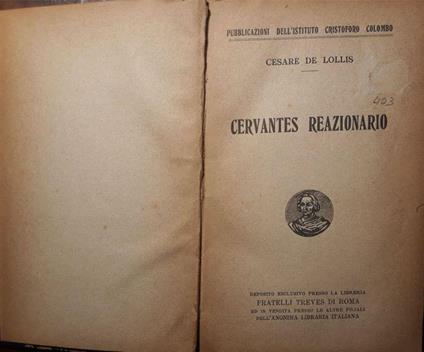 PUBBLICAZIONI DELL'ISTITUTO CRISTOFORO COLOMBO
CESARE DE LOLLIS
403
CERVANTES REAZIONARIO
DEPOSITO ESCLUSIVO PRESSO LA LIBRERIA
FRATELLI TREVES DI ROMA
ED IN VENDITA PRESSO LE ALTRE FILIALI
DELL'ANONIMA LIBRARIA ITALIANA